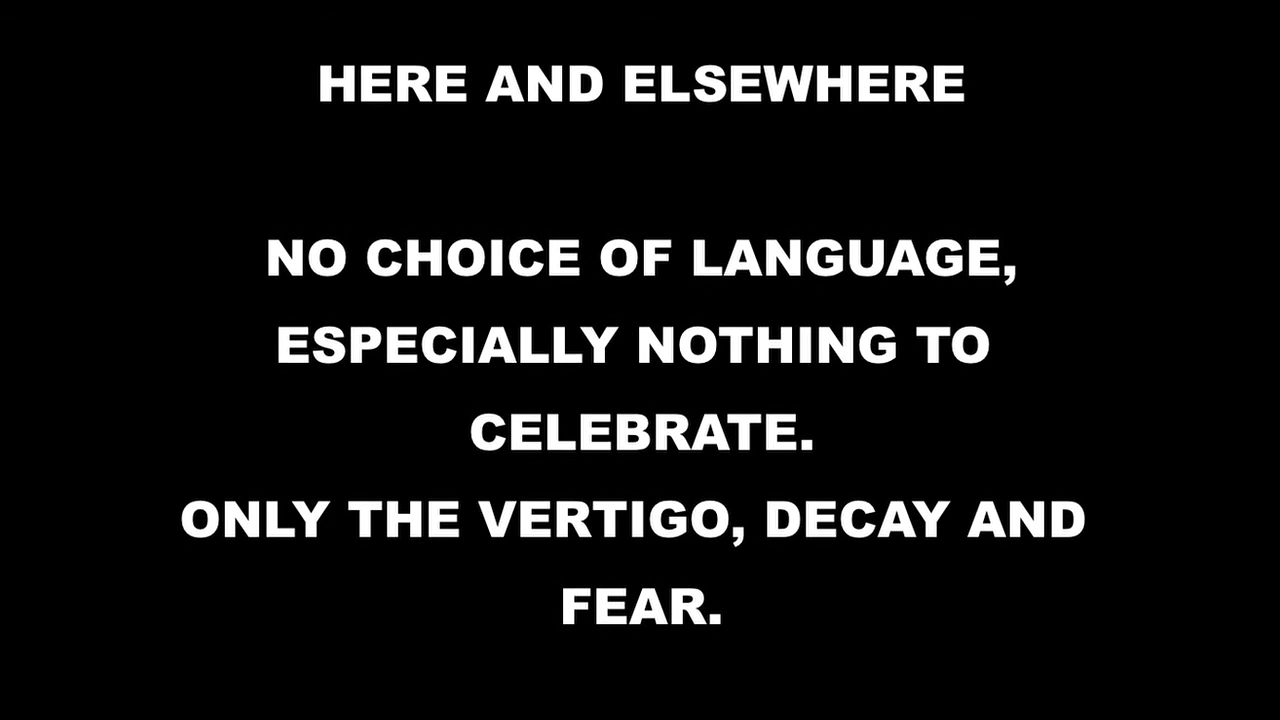 HERE AND ELSEWHERE
NO CHOICE OF LANGUAGE,
ESPECIALLY NOTHING TO
CELEBRATE.
ONLY THE VERTIGO, DECAY AND
FEAR.